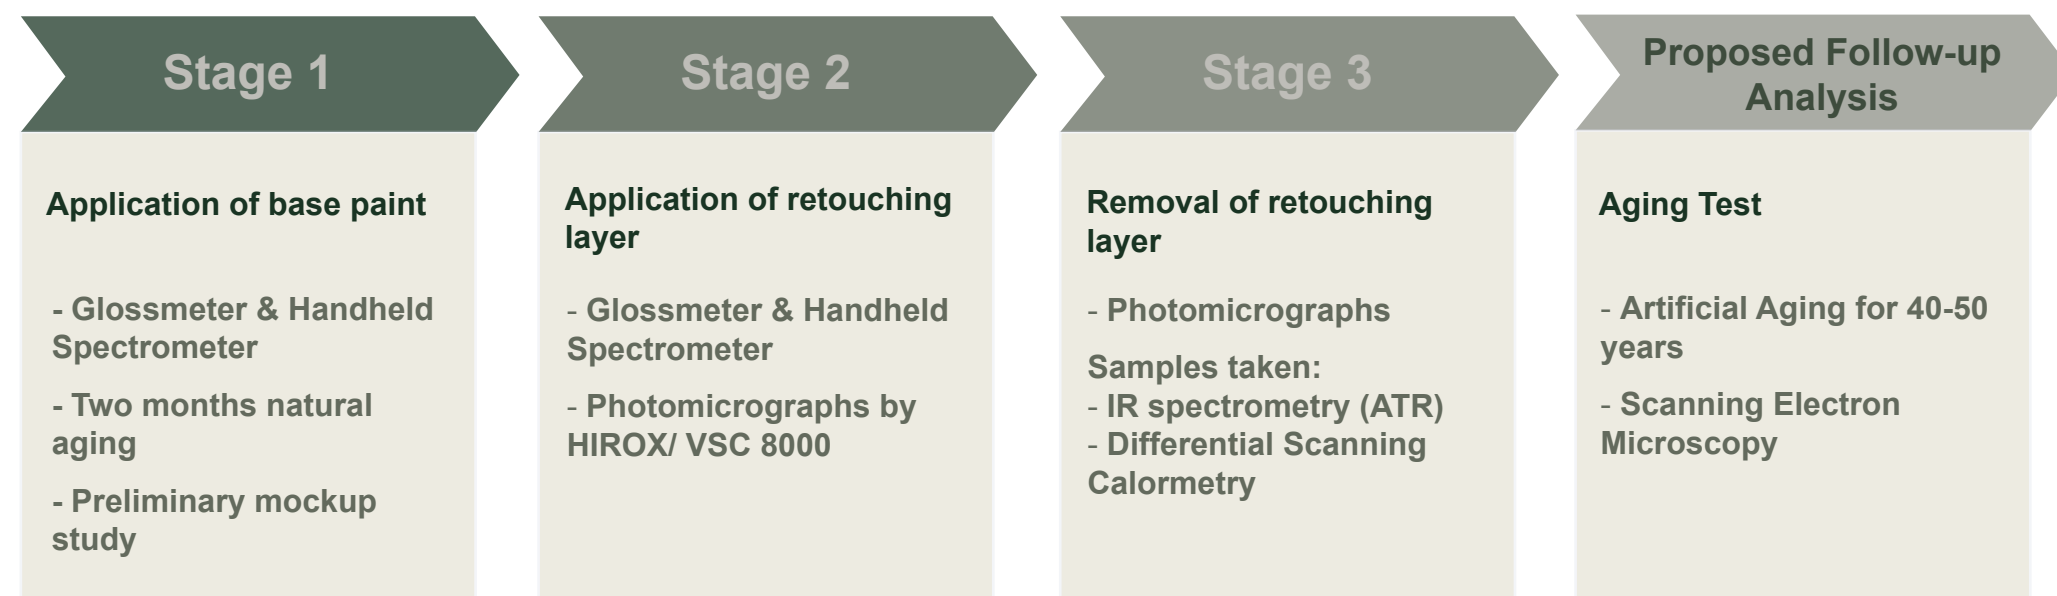 Stage 1
Application of base paint
- Glossmeter & Handheld
Spectrometer
- Two months natural
aging
- Preliminary mockup
study
Stage 2
Application of retouching
layer
- Glossmeter & Handheld
Spectrometer
- Photomicrographs by
HIROX/ VSC 8000
Stage 3
Removal of retouching
layer
- Photomicrographs
Samples taken:
- IR spectrometry (ATR)
- Differential Scanning
Calormetry
Proposed Follow-up
Analysis
Aging Test
- Artificial Aging for 40-50
years
- Scanning Electron
Microscopy